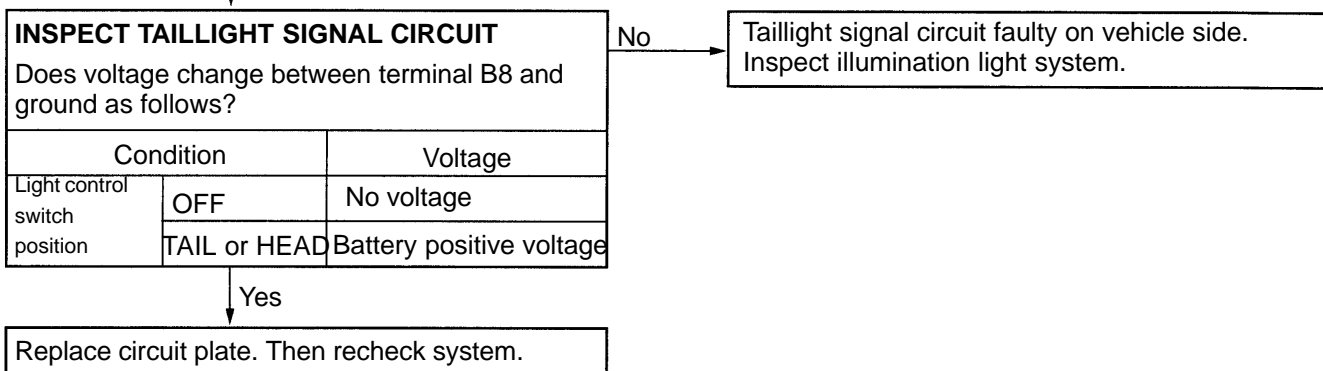 INSPECT TAILLIGHT SIGNAL CIRCUIT
Does voltage change between terminal B8 and
ground as follows?
Condition
Voltage
Light control
switch
position
OFF
No voltage
TAIL or HEAD
Battery positive voltage
No
Taillight signal circuit faulty on vehicle side.
Inspect illumination light system.
Yes
Replace circuit plate. Then recheck system.